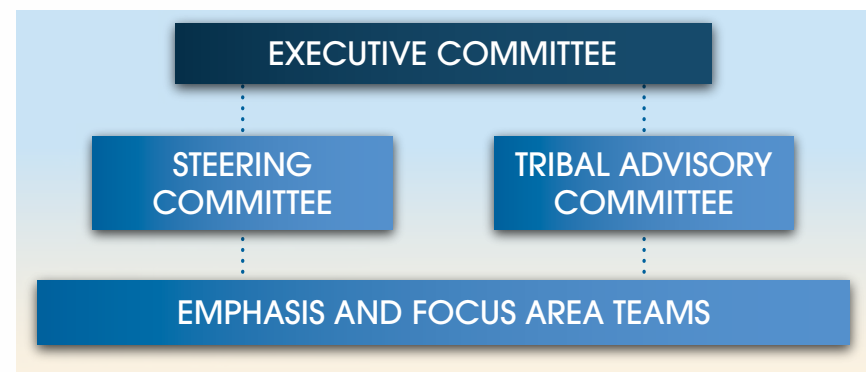 EXECUTIVE COMMITTEE
STEERING
COMMITTEE
TRIBAL ADVISORY
COMMITTEE
EMPHASIS AND FOCUS AREA TEAMS